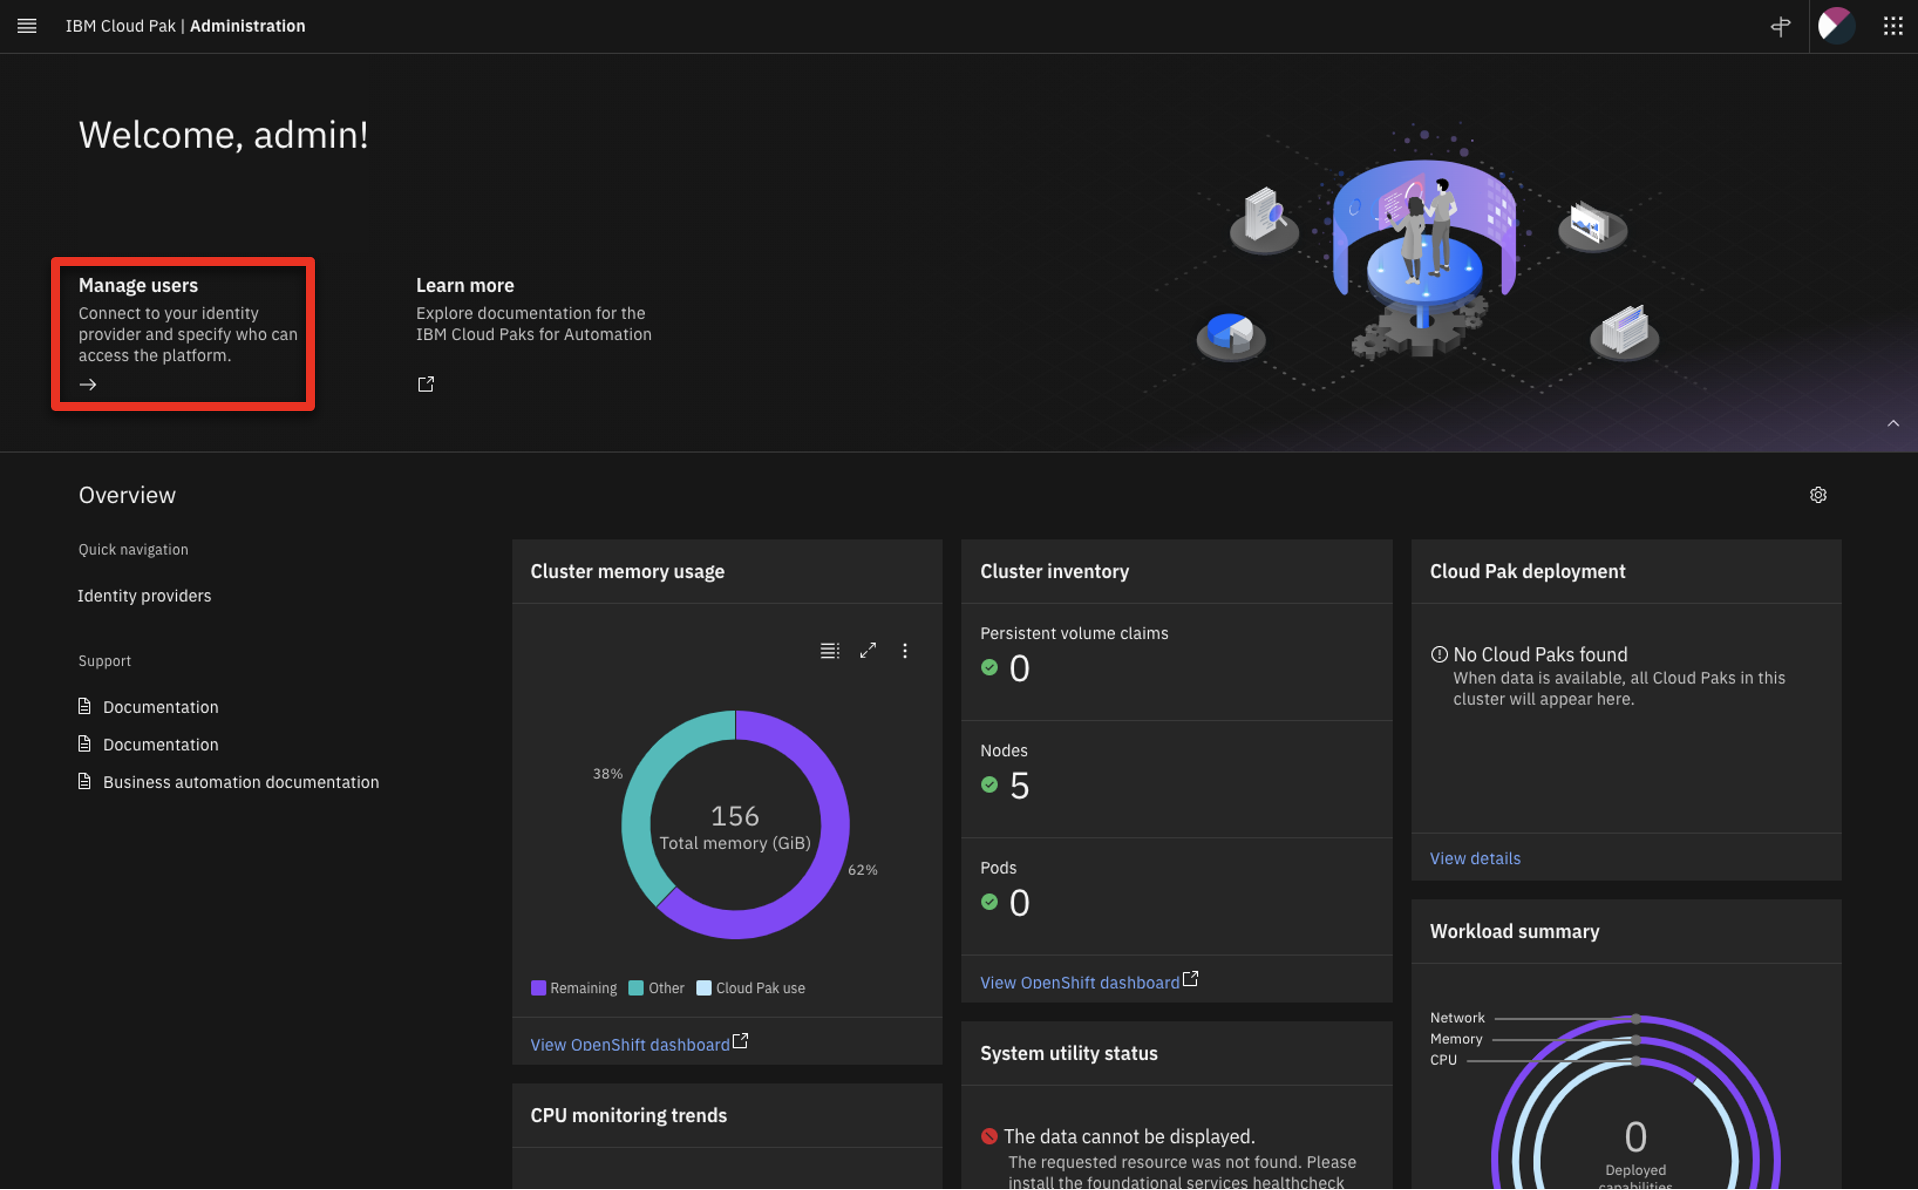 IBM Cloud Pak | Administration
Welcome, admin!
Manage users
Connect to your identity
provider and specify who can
access the platform.
Learn more
Explore documentation for the
IBM Cloud Paks for Automation
Overview
Quick navigation
Identity providers
Support
Documentation
Documentation
Business automation documentation
Cluster memory usage
38%
156
Total memory (GiB)
62%
Remaining
Other
Cloud Pak use
View OpenShift dashboard
CPU monitoring trends
Cluster inventory
Persistent volume claims
0
Nodes
5
Pods
0
View OpenShift dashboard
System utility status
The data cannot be displayed.
The requested resource was not found. Please
install the foundational services healthcheck
Cloud Pak deployment
No Cloud Paks found
When data is available, all Cloud Paks in this
cluster will appear here.
View details
Workload summary
Network
Memory
CPU
0
Deployed
capabilities